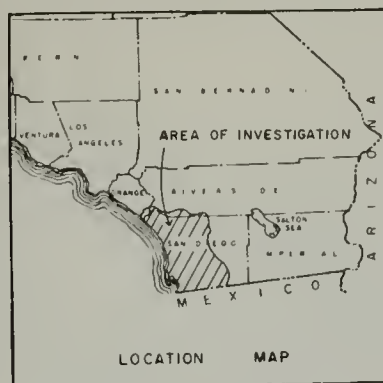 KERN
SAN BERNARDINO
VENTURA
LOS
ANGELES
AREA OF INVESTIGATION
ORANGE
RIVERSIDE
SALTON
SEA
SAN DIEGO
IMPERIAL
ARIZONA
MEXICO
LOCATION MAP